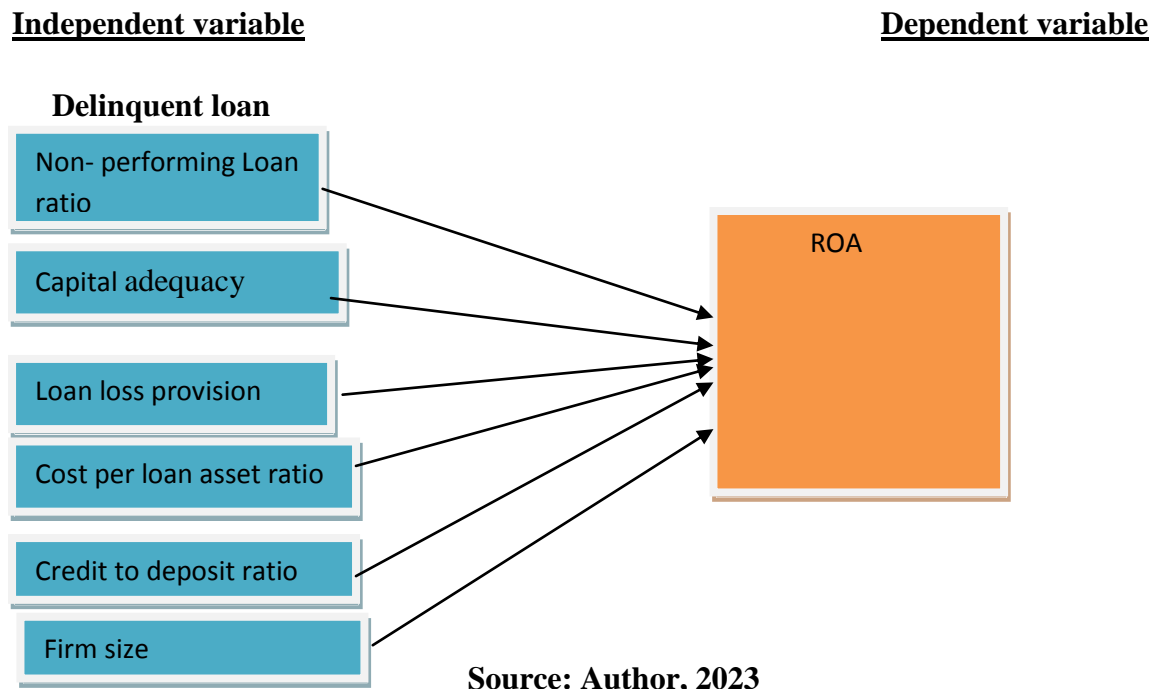 Independent variable
Dependent variable
Delinquent loan
Non- performing Loan
ratio
Capital adequacy
Loan loss provision
Cost per loan asset ratio
Credit to deposit ratio
Firm size
ROA
Source: Author, 2023